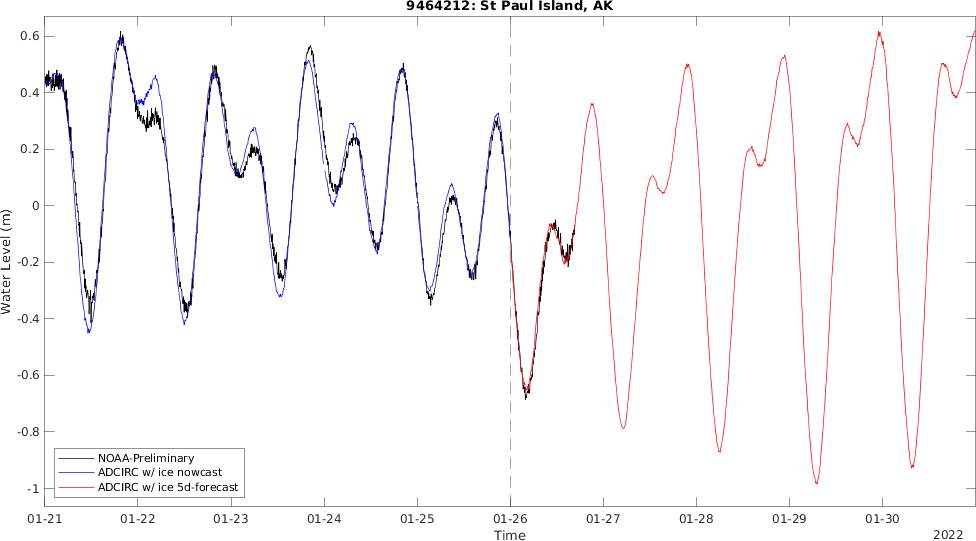 9464212: St Paul Island, AK
Water Level (m)
0.6
0.4
0.2
0
-0.2
-0.4
-0.6
-0.8
-1
NOAA-Preliminary
ADCIRC w/ ice nowcast
ADCIRC w/ ice 5d-forecast
01-21 01-22 01-23 01-24 01-25 01-26 01-27 01-28 01-29 01-30
Time
2022